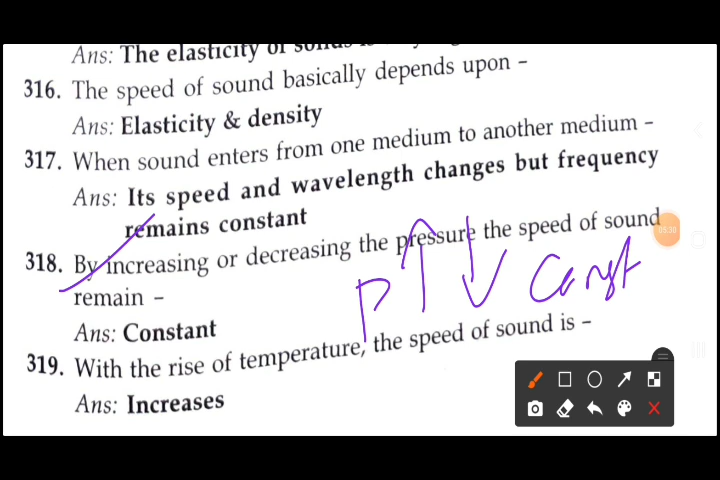 Ans: The elasticity of solids is
316. The speed of sound basically depends upon –
Ans: Elasticity & density
317. When sound enters from one medium to another medium –
Ans: Its speed and wavelength changes but frequency
remains constant
318. By increasing or decreasing the pressure the speed of sound
remain –
Ans: Constant
P const
319. With the rise of temperature, the speed of sound is –
Ans: Increases